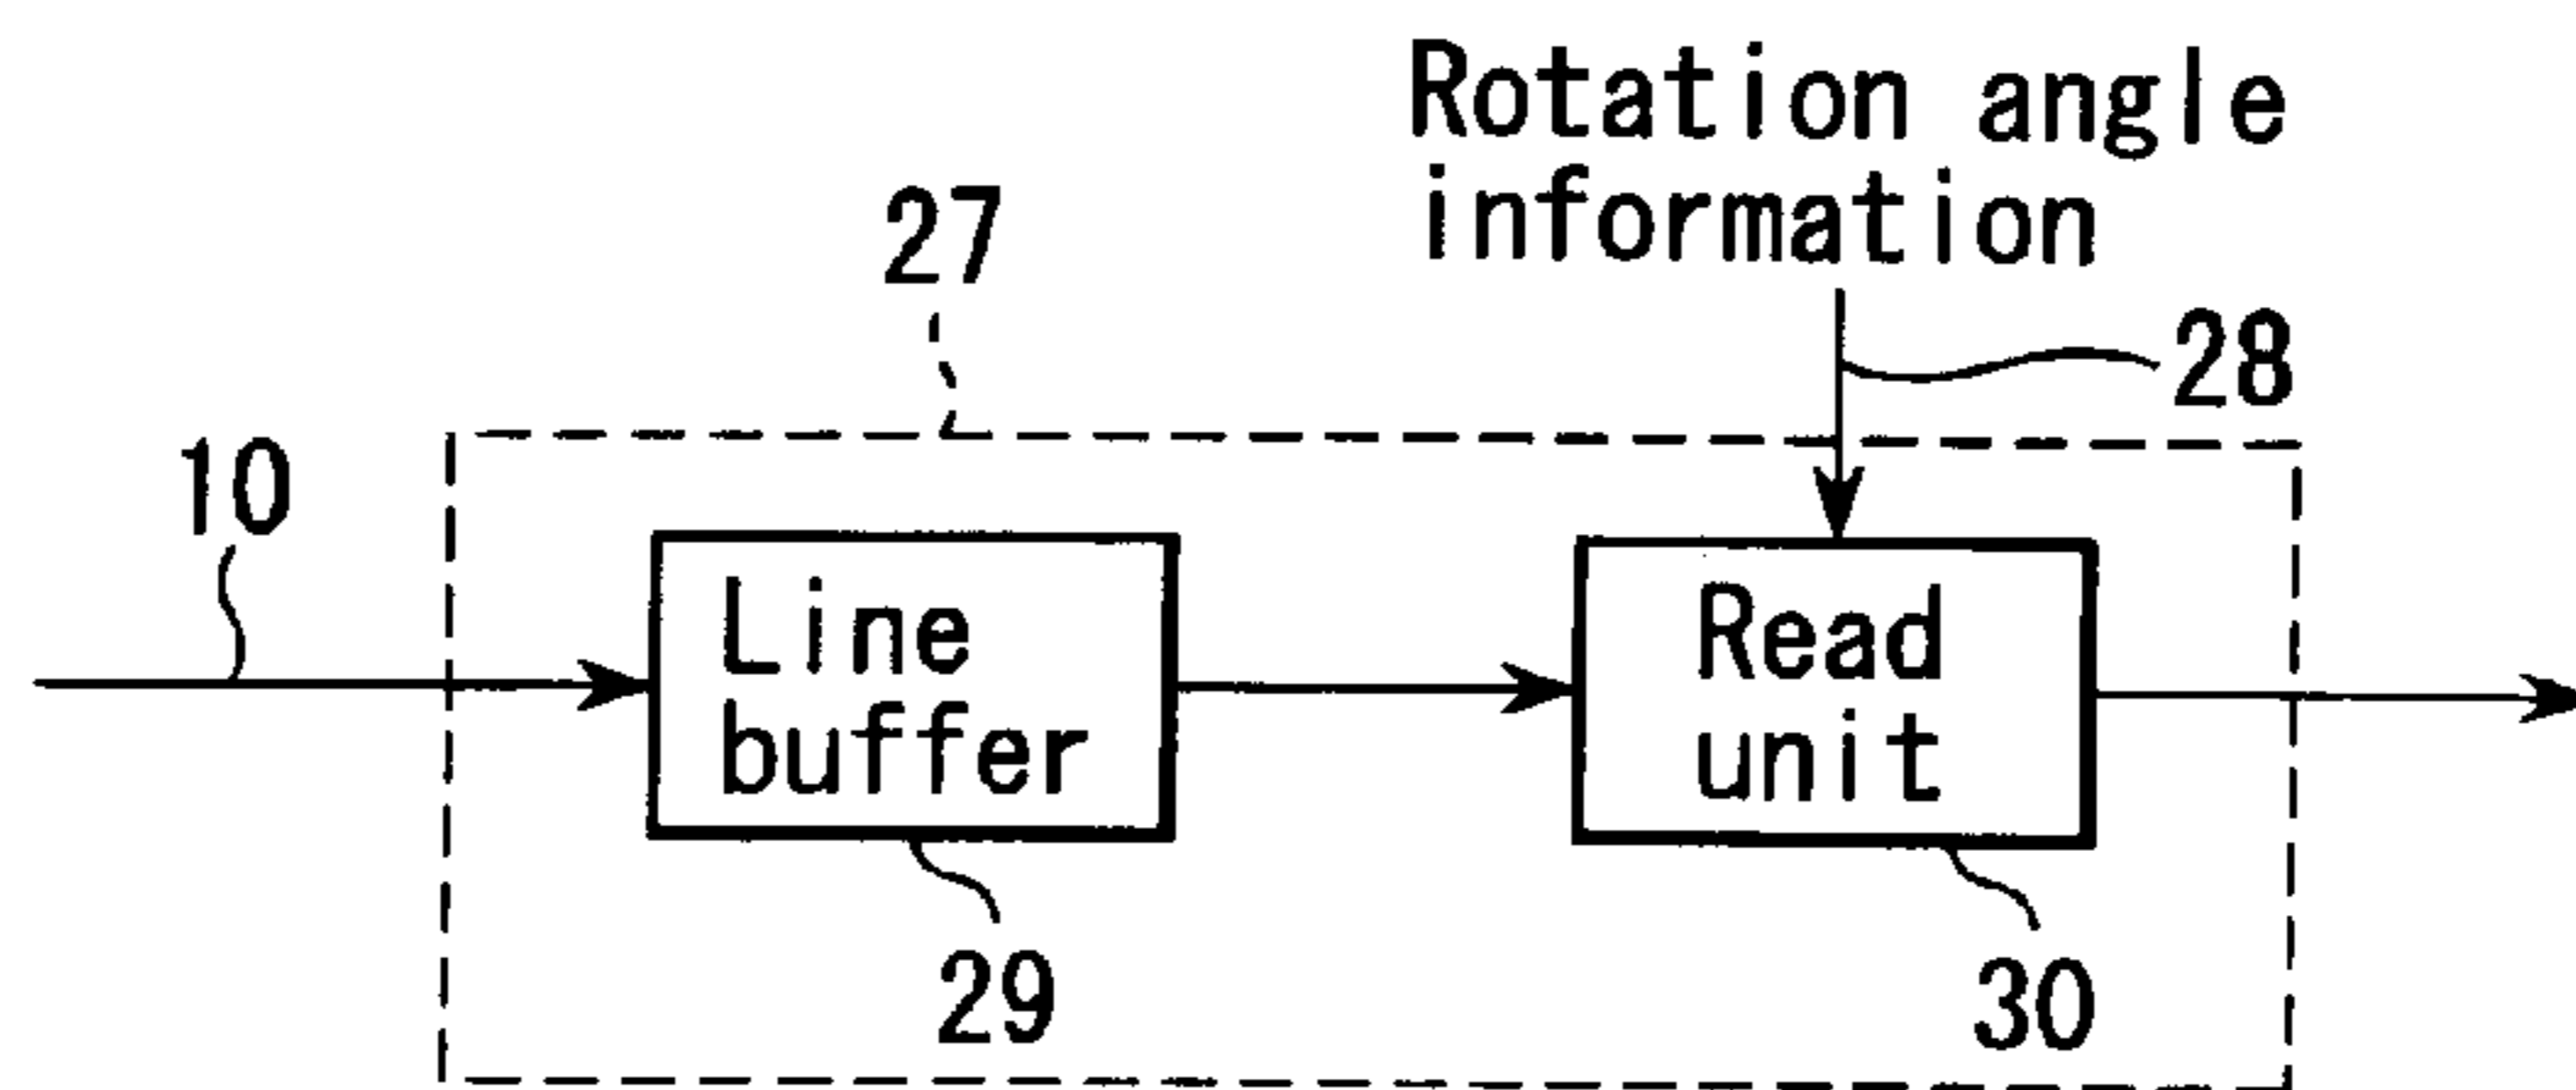 Rotation angle
information
27
28
10
Line
buffer
Read
unit
29
30